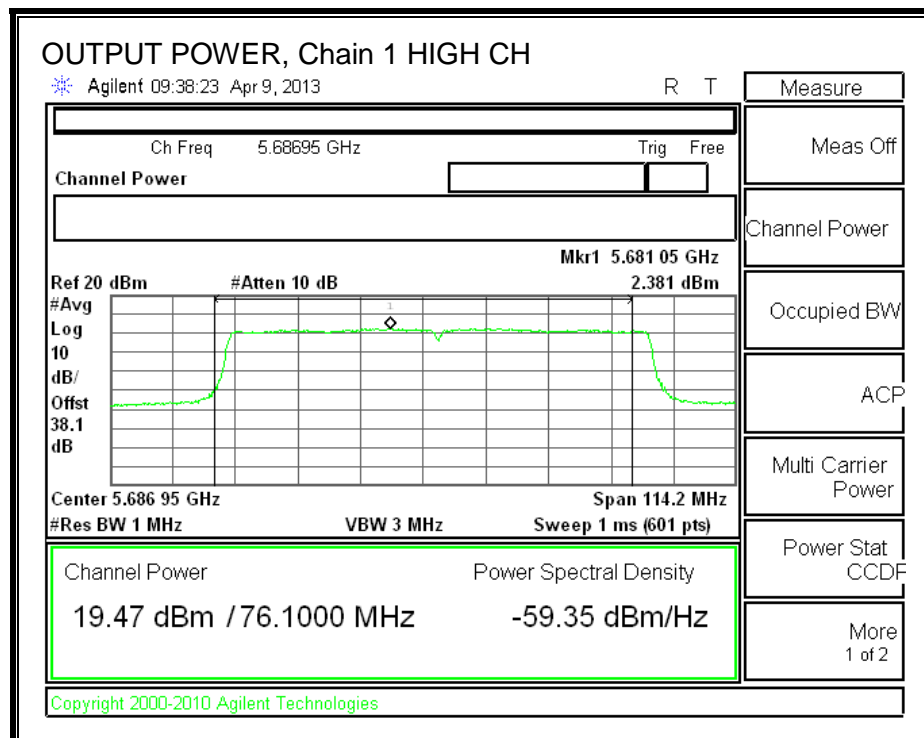 OUTPUT POWER, Chain 1 HIGH CH
Agilent 09:38:23 Apr 9, 2013 R T
Measure
Meas Off
Channel Power
Occupied BW
ACP
Multi Carrier
Power
Power Stat
CCDF
More
1 of 2
Ch Freq 5.68695 GHz Trig Free
Channel Power
Mkr1 5.681 05 GHz
Ref 20 dBm #Atten 10 dB 2.381 dBm
#Avg
Log
10
dB/
Offst
38.1
dB
1
Center 5.686 95 GHz Span 114.2 MHz
#Res BW 1 MHz VBW 3 MHz Sweep 1 ms (601 pts)
Channel Power Power Spectral Density
19.47 dBm / 76.1000 MHz -59.35 dBm/Hz
Copyright 2000-2010 Agilent Technologies